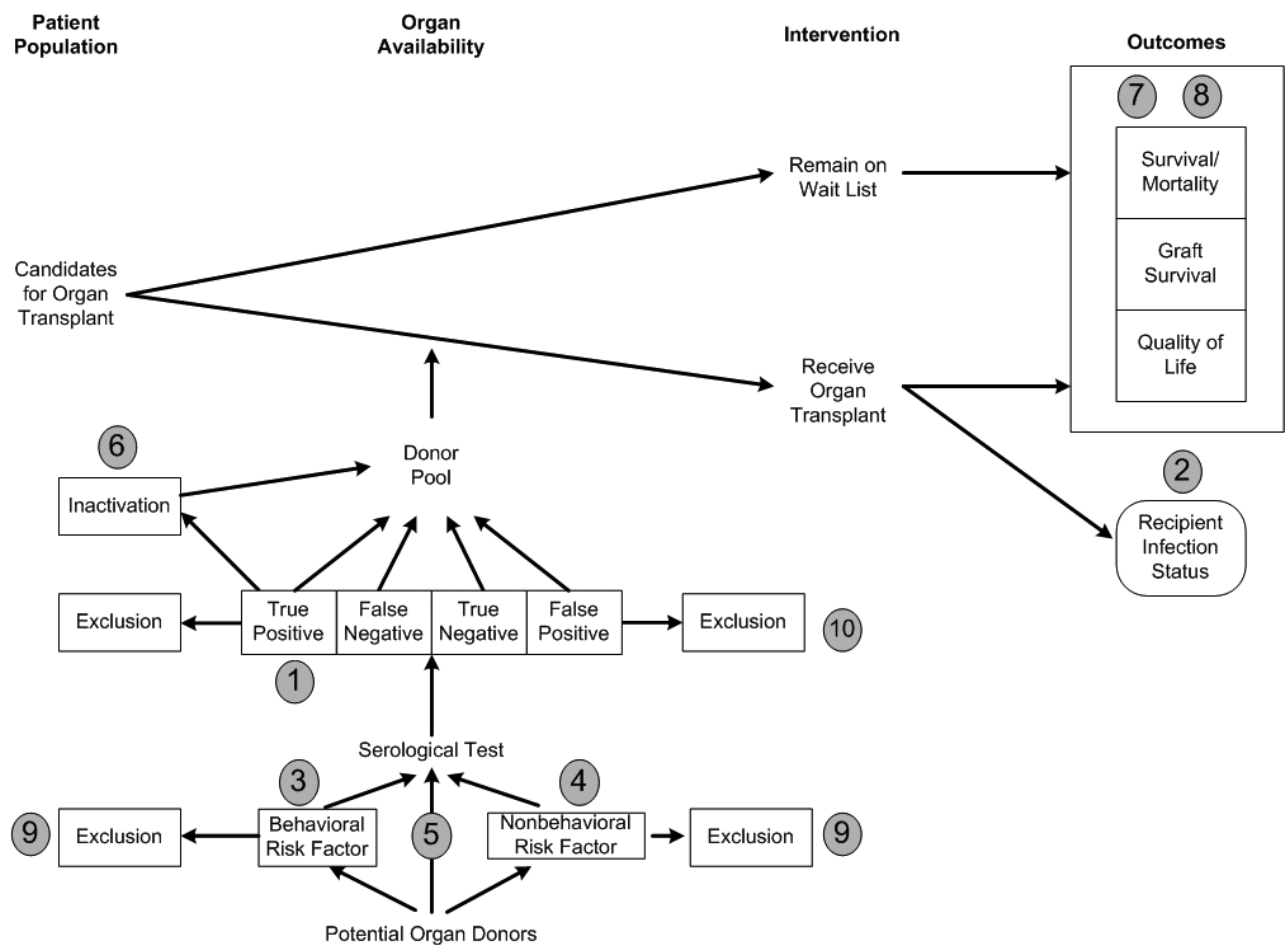 Patient
Population
Organ
Availability
Intervention
Outcomes
7
8
Survival/
Mortality
Graft
Survival
Quality of
Life
Remain on
Wait List
Candidates
for Organ
Transplant
Receive
Organ
Transplant
2
Recipient
Infection
Status
6
Inactivation
Donor
Pool
Exclusion
True
Positive
False
Negative
True
Negative
False
Positive
Exclusion
10
1
Serological Test
3
4
9
Exclusion
Behavioral
Risk Factor
5
Nonbehavioral
Risk Factor
Exclusion
9
Potential Organ Donors